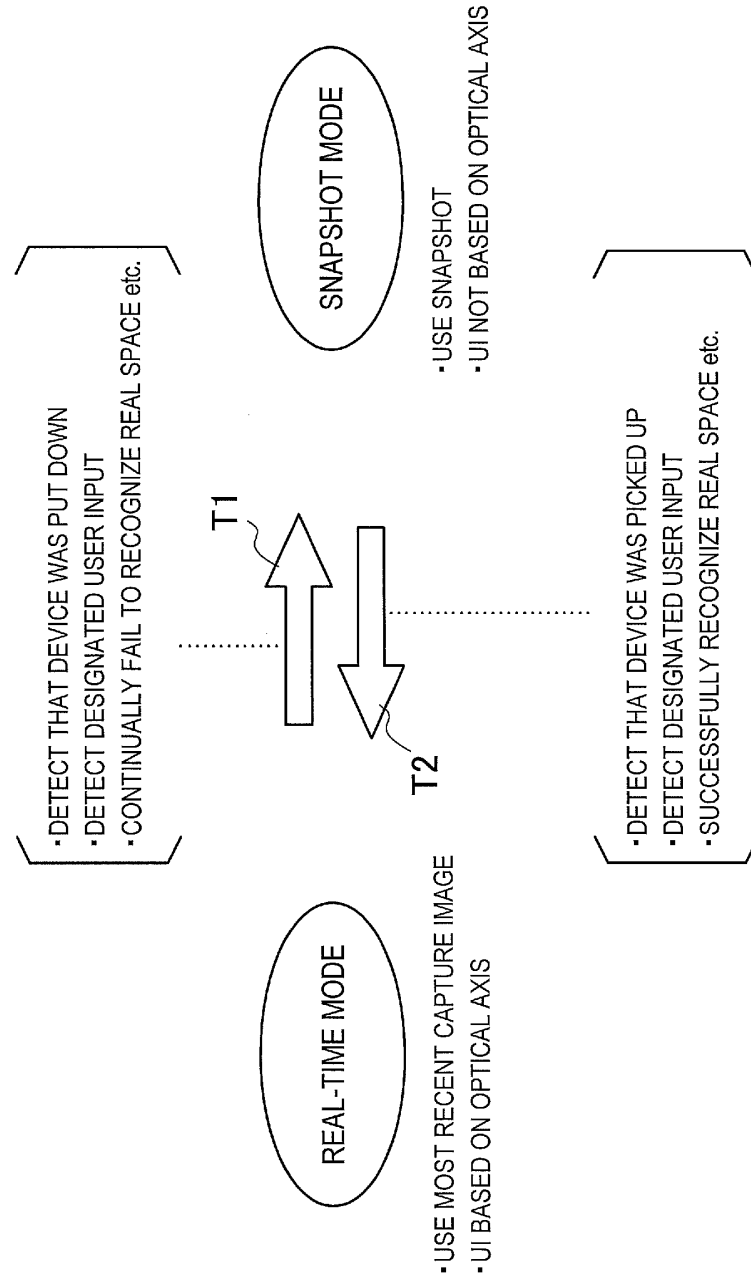 ・DETECT THAT DEVICE WAS PUT DOWN
・DETECT DESIGNATED USER INPUT
・CONTINUALLY FAIL TO RECOGNIZE REAL SPACE etc.
T1
REAL-TIME MODE
SNAPSHOT MODE
T2
・USE MOST RECENT CAPTURE IMAGE
・UI BASED ON OPTICAL AXIS
・USE SNAPSHOT
・UI NOT BASED ON OPTICAL AXIS
・DETECT THAT DEVICE WAS PICKED UP
・DETECT DESIGNATED USER INPUT
・SUCCESSFULLY RECOGNIZE REAL SPACE etc.